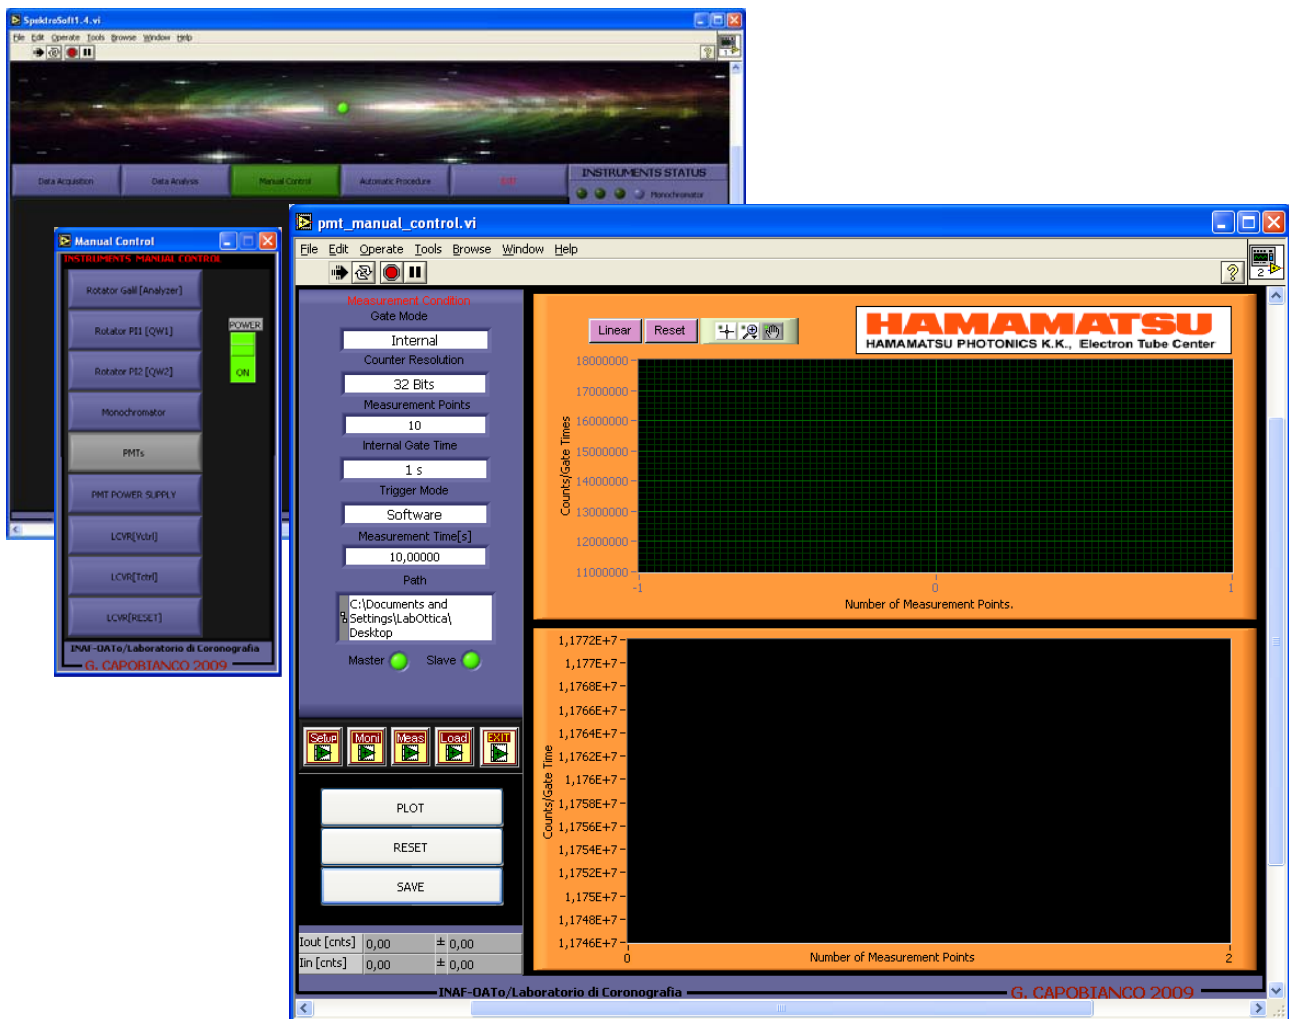 SpektroSoft1.4.vi
File Edit Operate Tools Browse Window Help
?
1
Data Acquisition
Data Analysis
Manual Control
Automatic Procedure
EXIT
INSTRUMENTS STATUS
Monochromator
Manual Control
INSTRUMENTS MANUAL CONTROL
Rotator Galil [Analyzer]
Rotator PI1 [QW1]
Rotator PI2 [QW2]
Monochromator
PMTs
PMT POWER SUPPLY
LCVR[Vctrl]
LCVR[Tctrl]
LCVR[RESET]
POWER
ON
INAF-OATo/Laboratorio di Coronografia
G. CAPOBIANCO 2009
pmt_manual_control.vi
File Edit Operate Tools Browse Window Help
?
2
Measurement Condition
Gate Mode
Internal
Counter Resolution
32 Bits
Measurement Points
10
Internal Gate Time
1 s
Trigger Mode
Software
Measurement Time[s]
10,00000
Path
C:\Documents and
Settings\LabOttica\
Desktop
Master
Slave
Setup
Moni
Meas
Load
EXIT
PLOT
RESET
SAVE
Iout [cnts] 0,00 ± 0,00
Iin [cnts] 0,00 ± 0,00
Linear
Reset
HAMAMATSU
HAMAMATSU PHOTONICS K.K., Electron Tube Center
Counts/Gate Times
18000000
17000000
16000000
15000000
14000000
13000000
12000000
11000000
-1
0
1
Number of Measurement Points.
Counts/Gate Time
1,1772E+7
1,177E+7
1,1768E+7
1,1766E+7
1,1764E+7
1,1762E+7
1,176E+7
1,1758E+7
1,1756E+7
1,1754E+7
1,1752E+7
1,175E+7
1,1748E+7
1,1746E+7
0
Number of Measurement Points
2
INAF-OATo/Laboratorio di Coronografia
G. CAPOBIANCO 2009